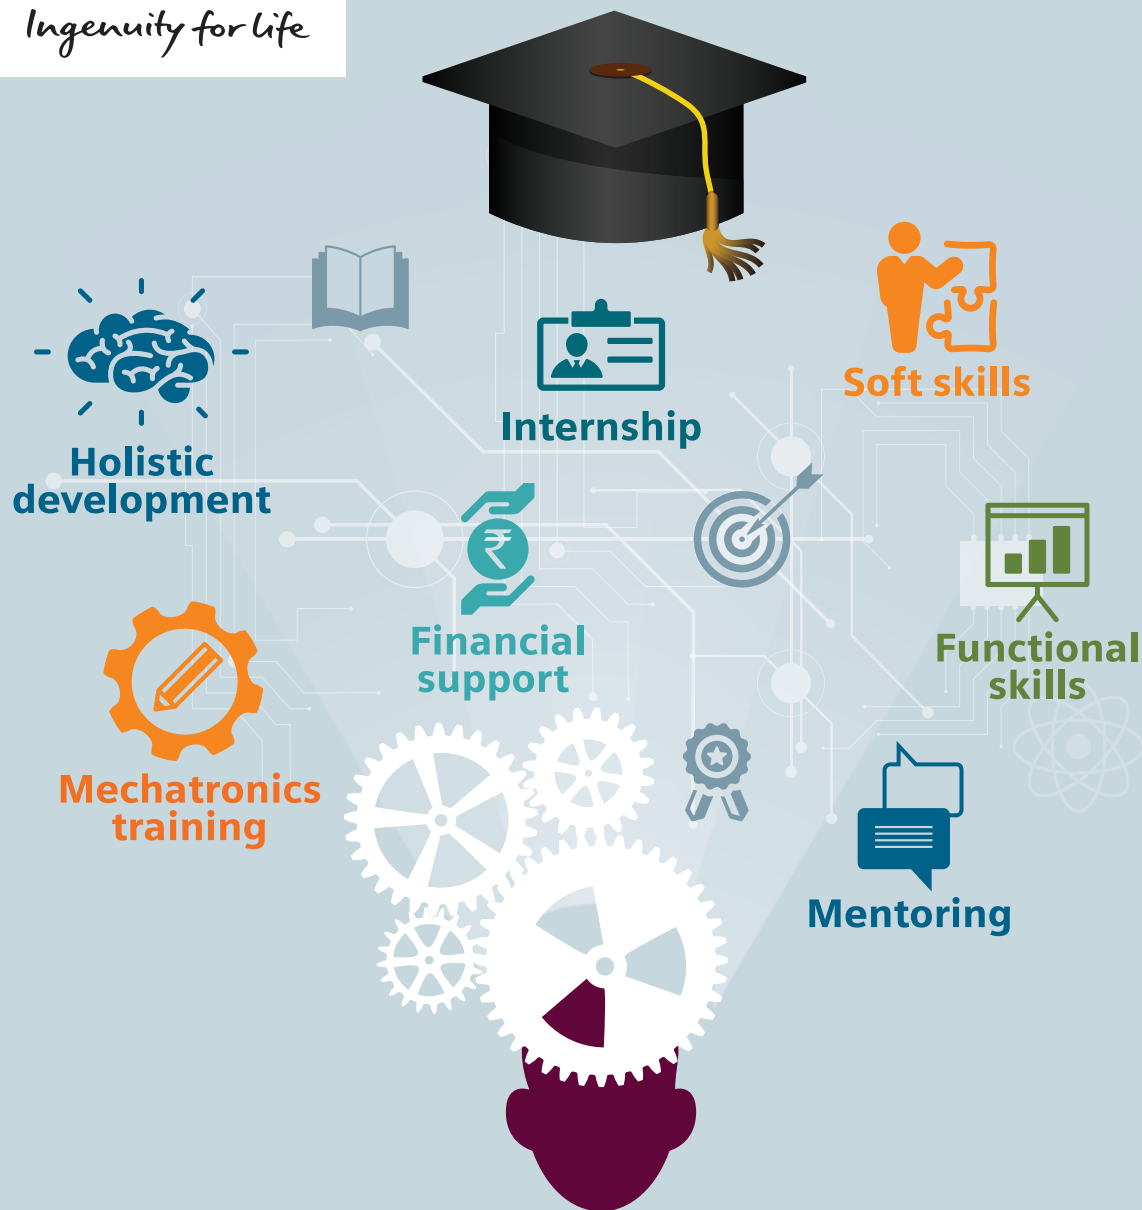 Ingenuity for life
Soft skills
Internship
Holistic
development
₹
Financial
support
Functional
skills
Mechatronics
training
Mentoring